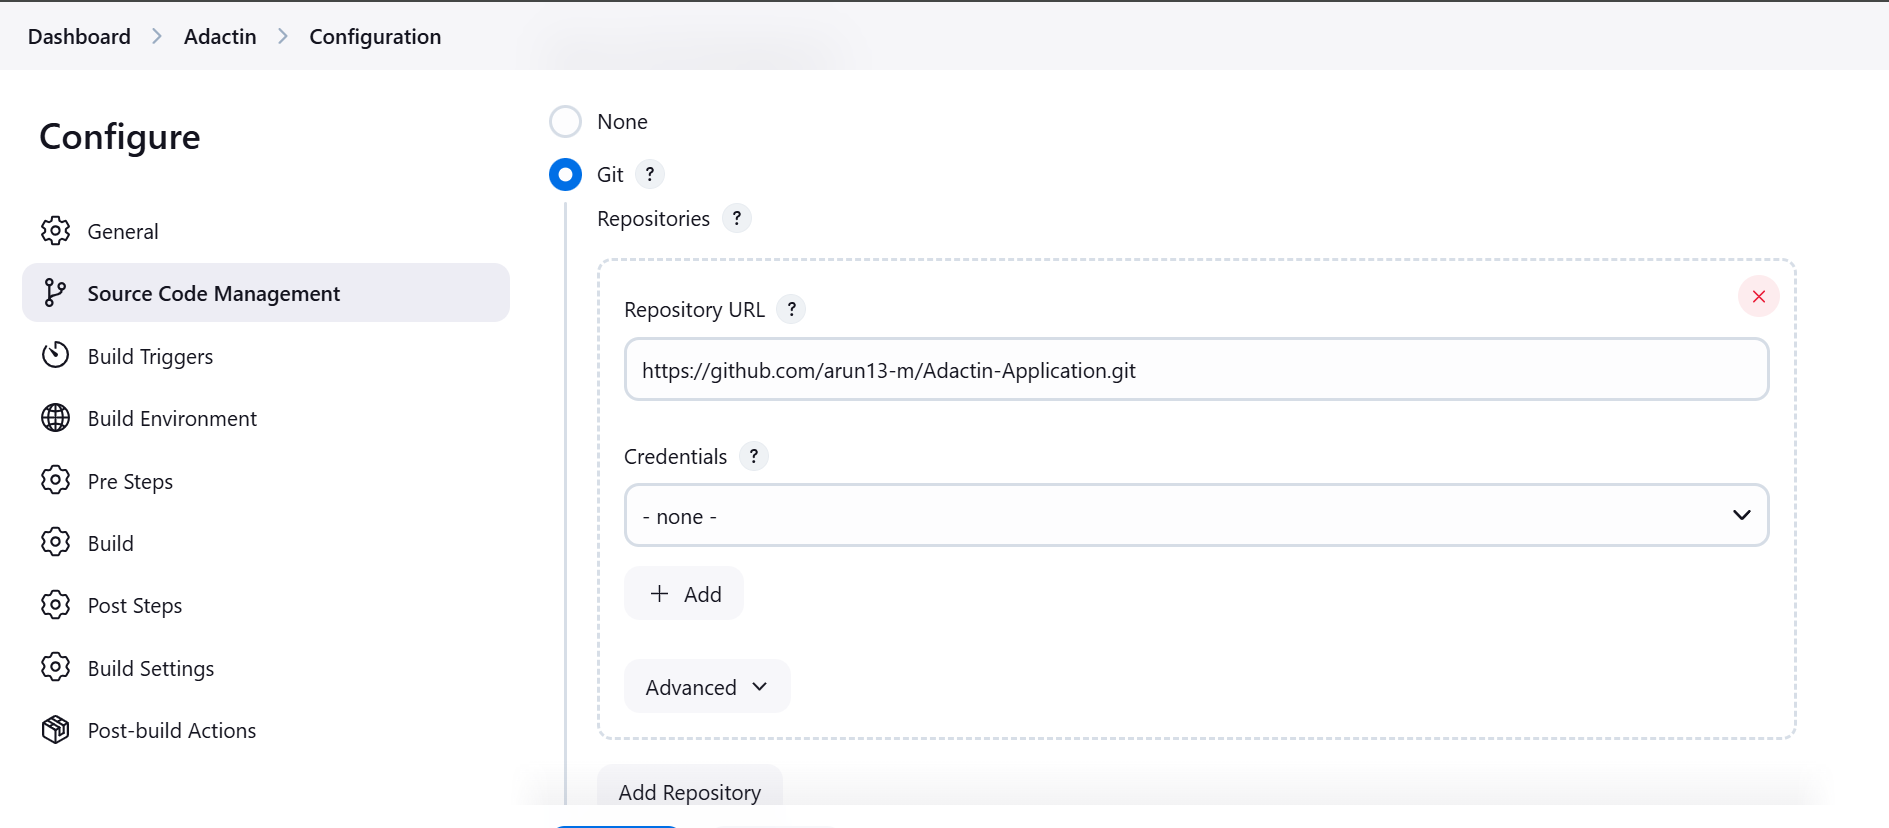 Dashboard > Adactin > Configuration
Configure
General
Source Code Management
Build Triggers
Build Environment
Pre Steps
Build
Post Steps
Build Settings
Post-build Actions
None
Git ?
Repositories ?
Repository URL ?
https://github.com/arun13-m/Adactin-Application.git
Credentials ?
- none -
+ Add
Advanced
Add Repository